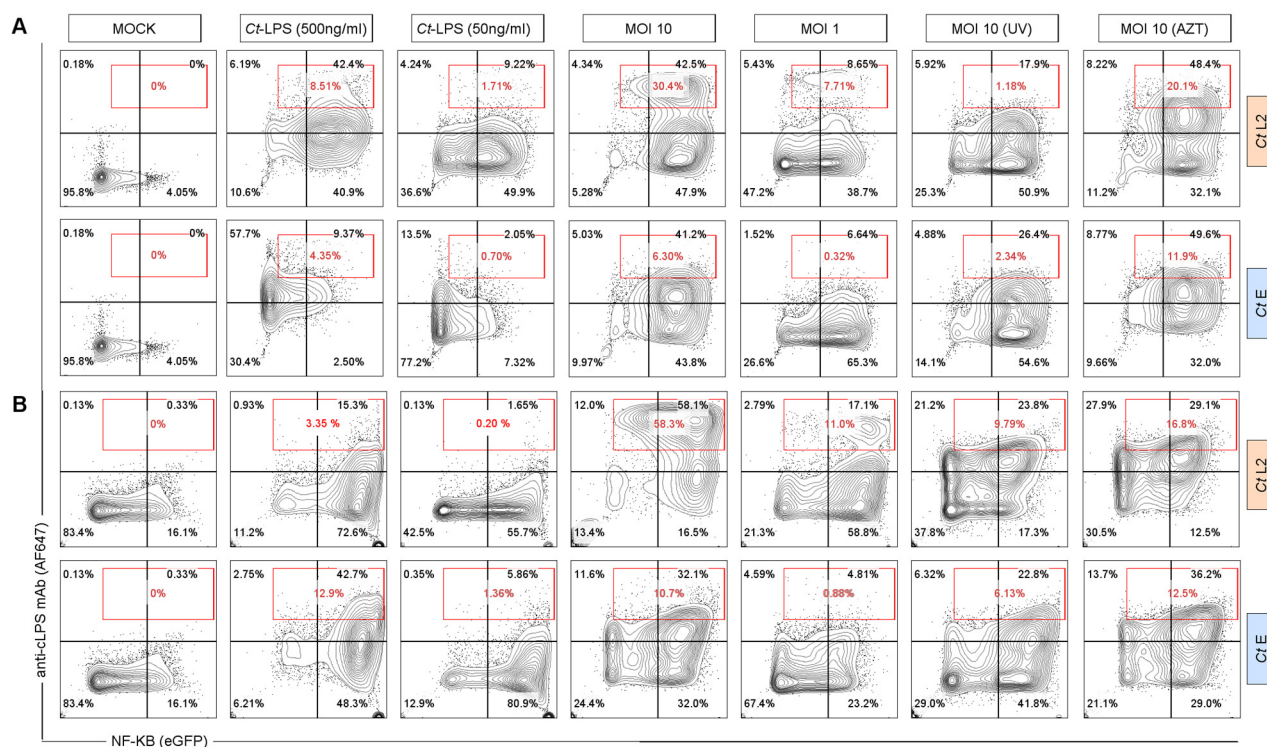 A
MOCK
Ct-LPS (500ng/ml)
Ct-LPS (50ng/ml)
MOI 10
MOI 1
MOI 10 (UV)
MOI 10 (AZT)
0.18% 0% 6.19% 42.4% 4.24% 9.22% 4.34% 42.5% 5.43% 8.65% 5.92% 17.9% 8.22% 48.4%
0% 8.51% 1.71% 30.4% 7.71% 1.18% 20.1%
Ct L2
95.8% 4.05% 10.6% 40.9% 36.6% 49.9% 5.28% 47.9% 47.2% 38.7% 25.3% 50.9% 11.2% 32.1%
0.18% 0% 57.7% 9.37% 13.5% 2.05% 5.03% 41.2% 1.52% 6.64% 4.88% 26.4% 8.77% 49.6%
0% 4.35% 0.70% 6.30% 0.32% 2.34% 11.9%
Ct E
95.8% 4.05% 30.4% 2.50% 77.2% 7.32% 9.97% 43.8% 26.6% 65.3% 14.1% 54.6% 9.66% 32.0%
B
0.13% 0.33% 0.93% 15.3% 0.13% 1.65% 12.0% 58.1% 2.79% 17.1% 21.2% 23.8% 27.9% 29.1%
0% 3.35 % 0.20 % 58.3% 11.0% 9.79% 16.8%
Ct L2
83.4% 16.1% 11.2% 72.6% 42.5% 55.7% 13.4% 16.5% 21.3% 58.8% 37.8% 17.3% 30.5% 12.5%
0.13% 0.33% 2.75% 42.7% 0.35% 5.86% 11.6% 32.1% 4.59% 4.81% 6.32% 22.8% 13.7% 36.2%
0% 12.9% 1.36% 10.7% 0.88% 6.13% 12.5%
Ct E
83.4% 16.1% 6.21% 48.3% 12.9% 80.9% 24.4% 32.0% 67.4% 23.2% 29.0% 41.8% 21.1% 29.0%
anti-cLPS mAb (AF647)
NF-KB (eGFP)